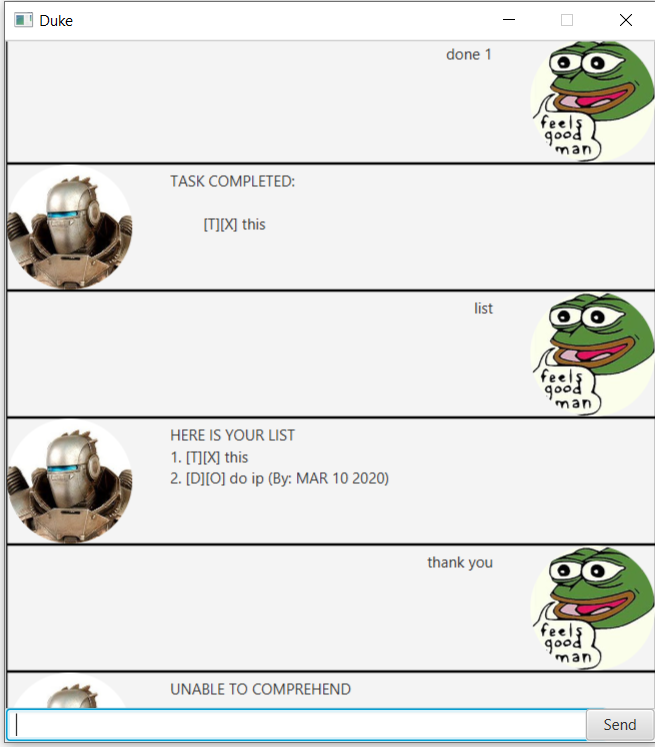 Duke
done 1
feels
good
man
TASK COMPLETED:
[T][X] this
list
feels
good
man
HERE IS YOUR LIST
1. [T][X] this
2. [D][O] do ip (By: MAR 10 2020)
thank you
feels
good
man
UNABLE TO COMPREHEND
Send